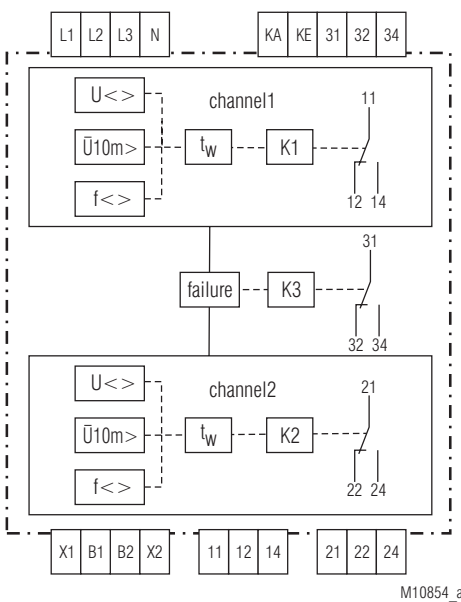 L1 L2 L3 N KA KE 31 32 34
U<> channel1 11
Ū10m> tw K1
f<> 12 14
31
failure K3
32 34
U<> channel2 21
Ū10m> tw K2
f<> 22 24
X1 B1 B2 X2 11 12 14 21 22 24
M10854_a